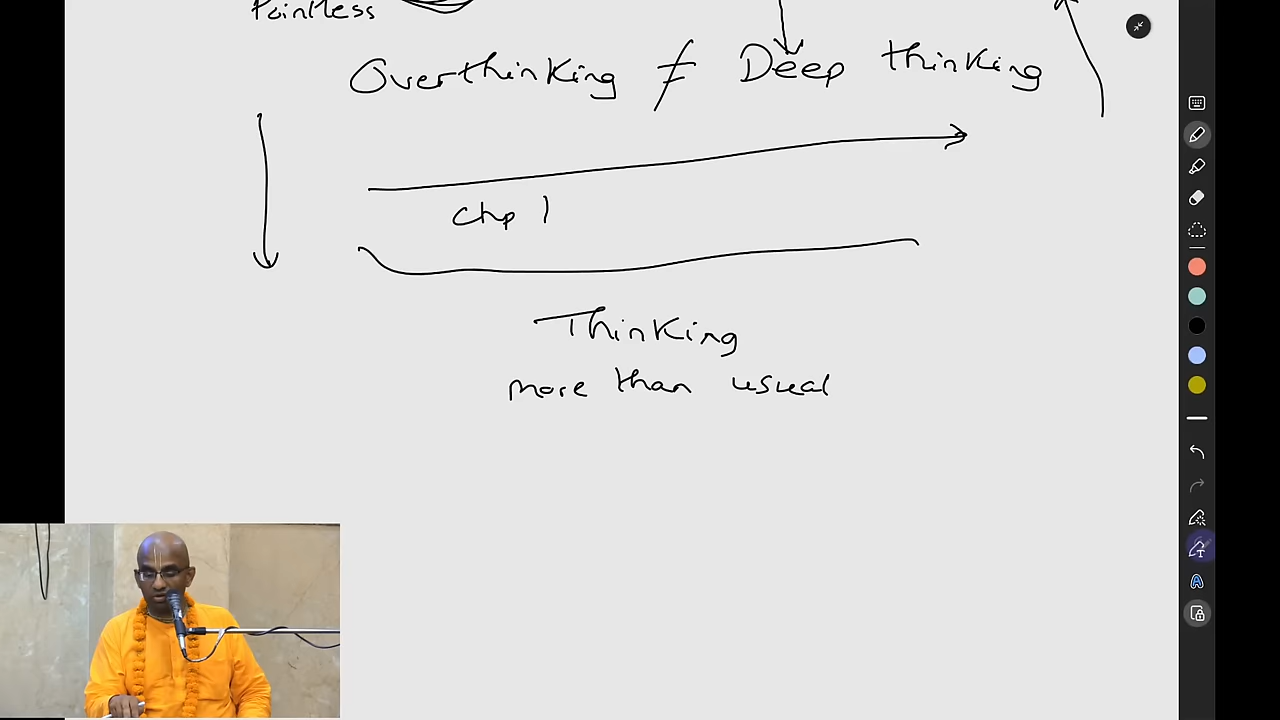 Pointless
Overthinking ≠ Deep thinking
Chp 1
Thinking
more than usual